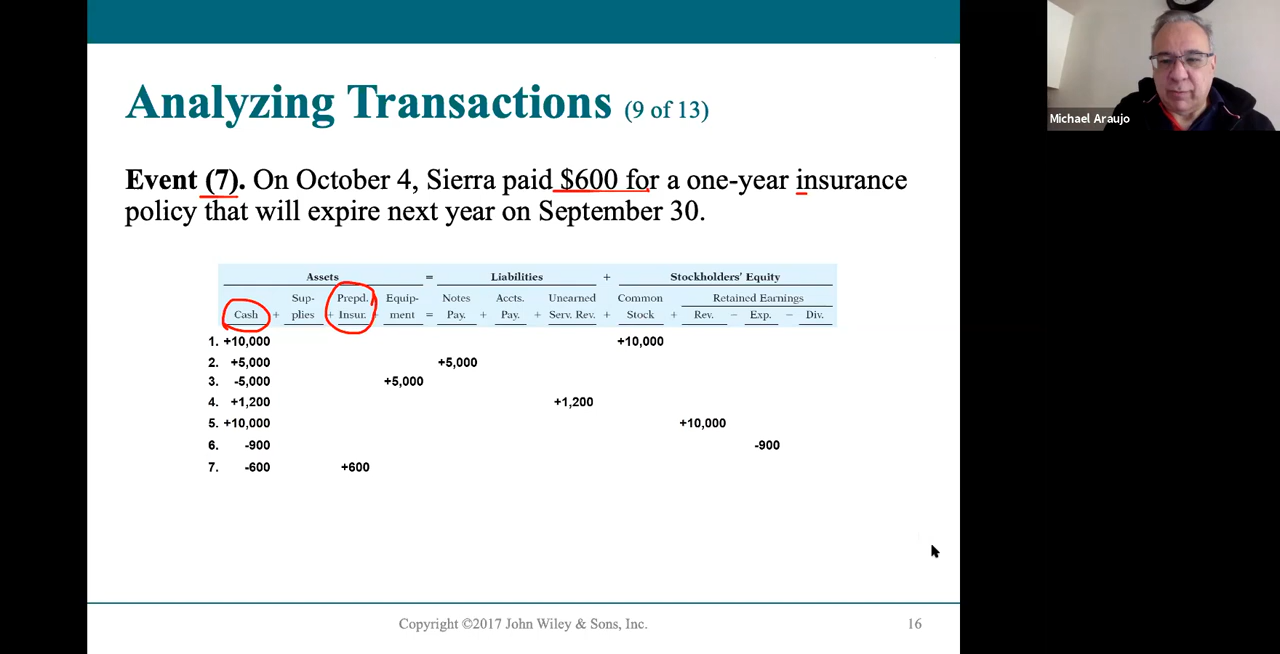 Analyzing Transactions (9 of 13)
Michael Araujo
Event (7). On October 4, Sierra paid $600 for a one-year insurance
policy that will expire next year on September 30.
Assets = Liabilities + Stockholders' Equity
Sup- Prepd. Equip- Notes Accts. Unearned Common Retained Earnings
Cash + plies + Insur. + ment = Pay. + Pay. + Serv. Rev. + Stock + Rev. − Exp. − Div.
1. +10,000 +10,000
2. +5,000 +5,000
3. -5,000 +5,000
4. +1,200 +1,200
5. +10,000 +10,000
6. -900 -900
7. -600 +600
Copyright ©2017 John Wiley & Sons, Inc. 16